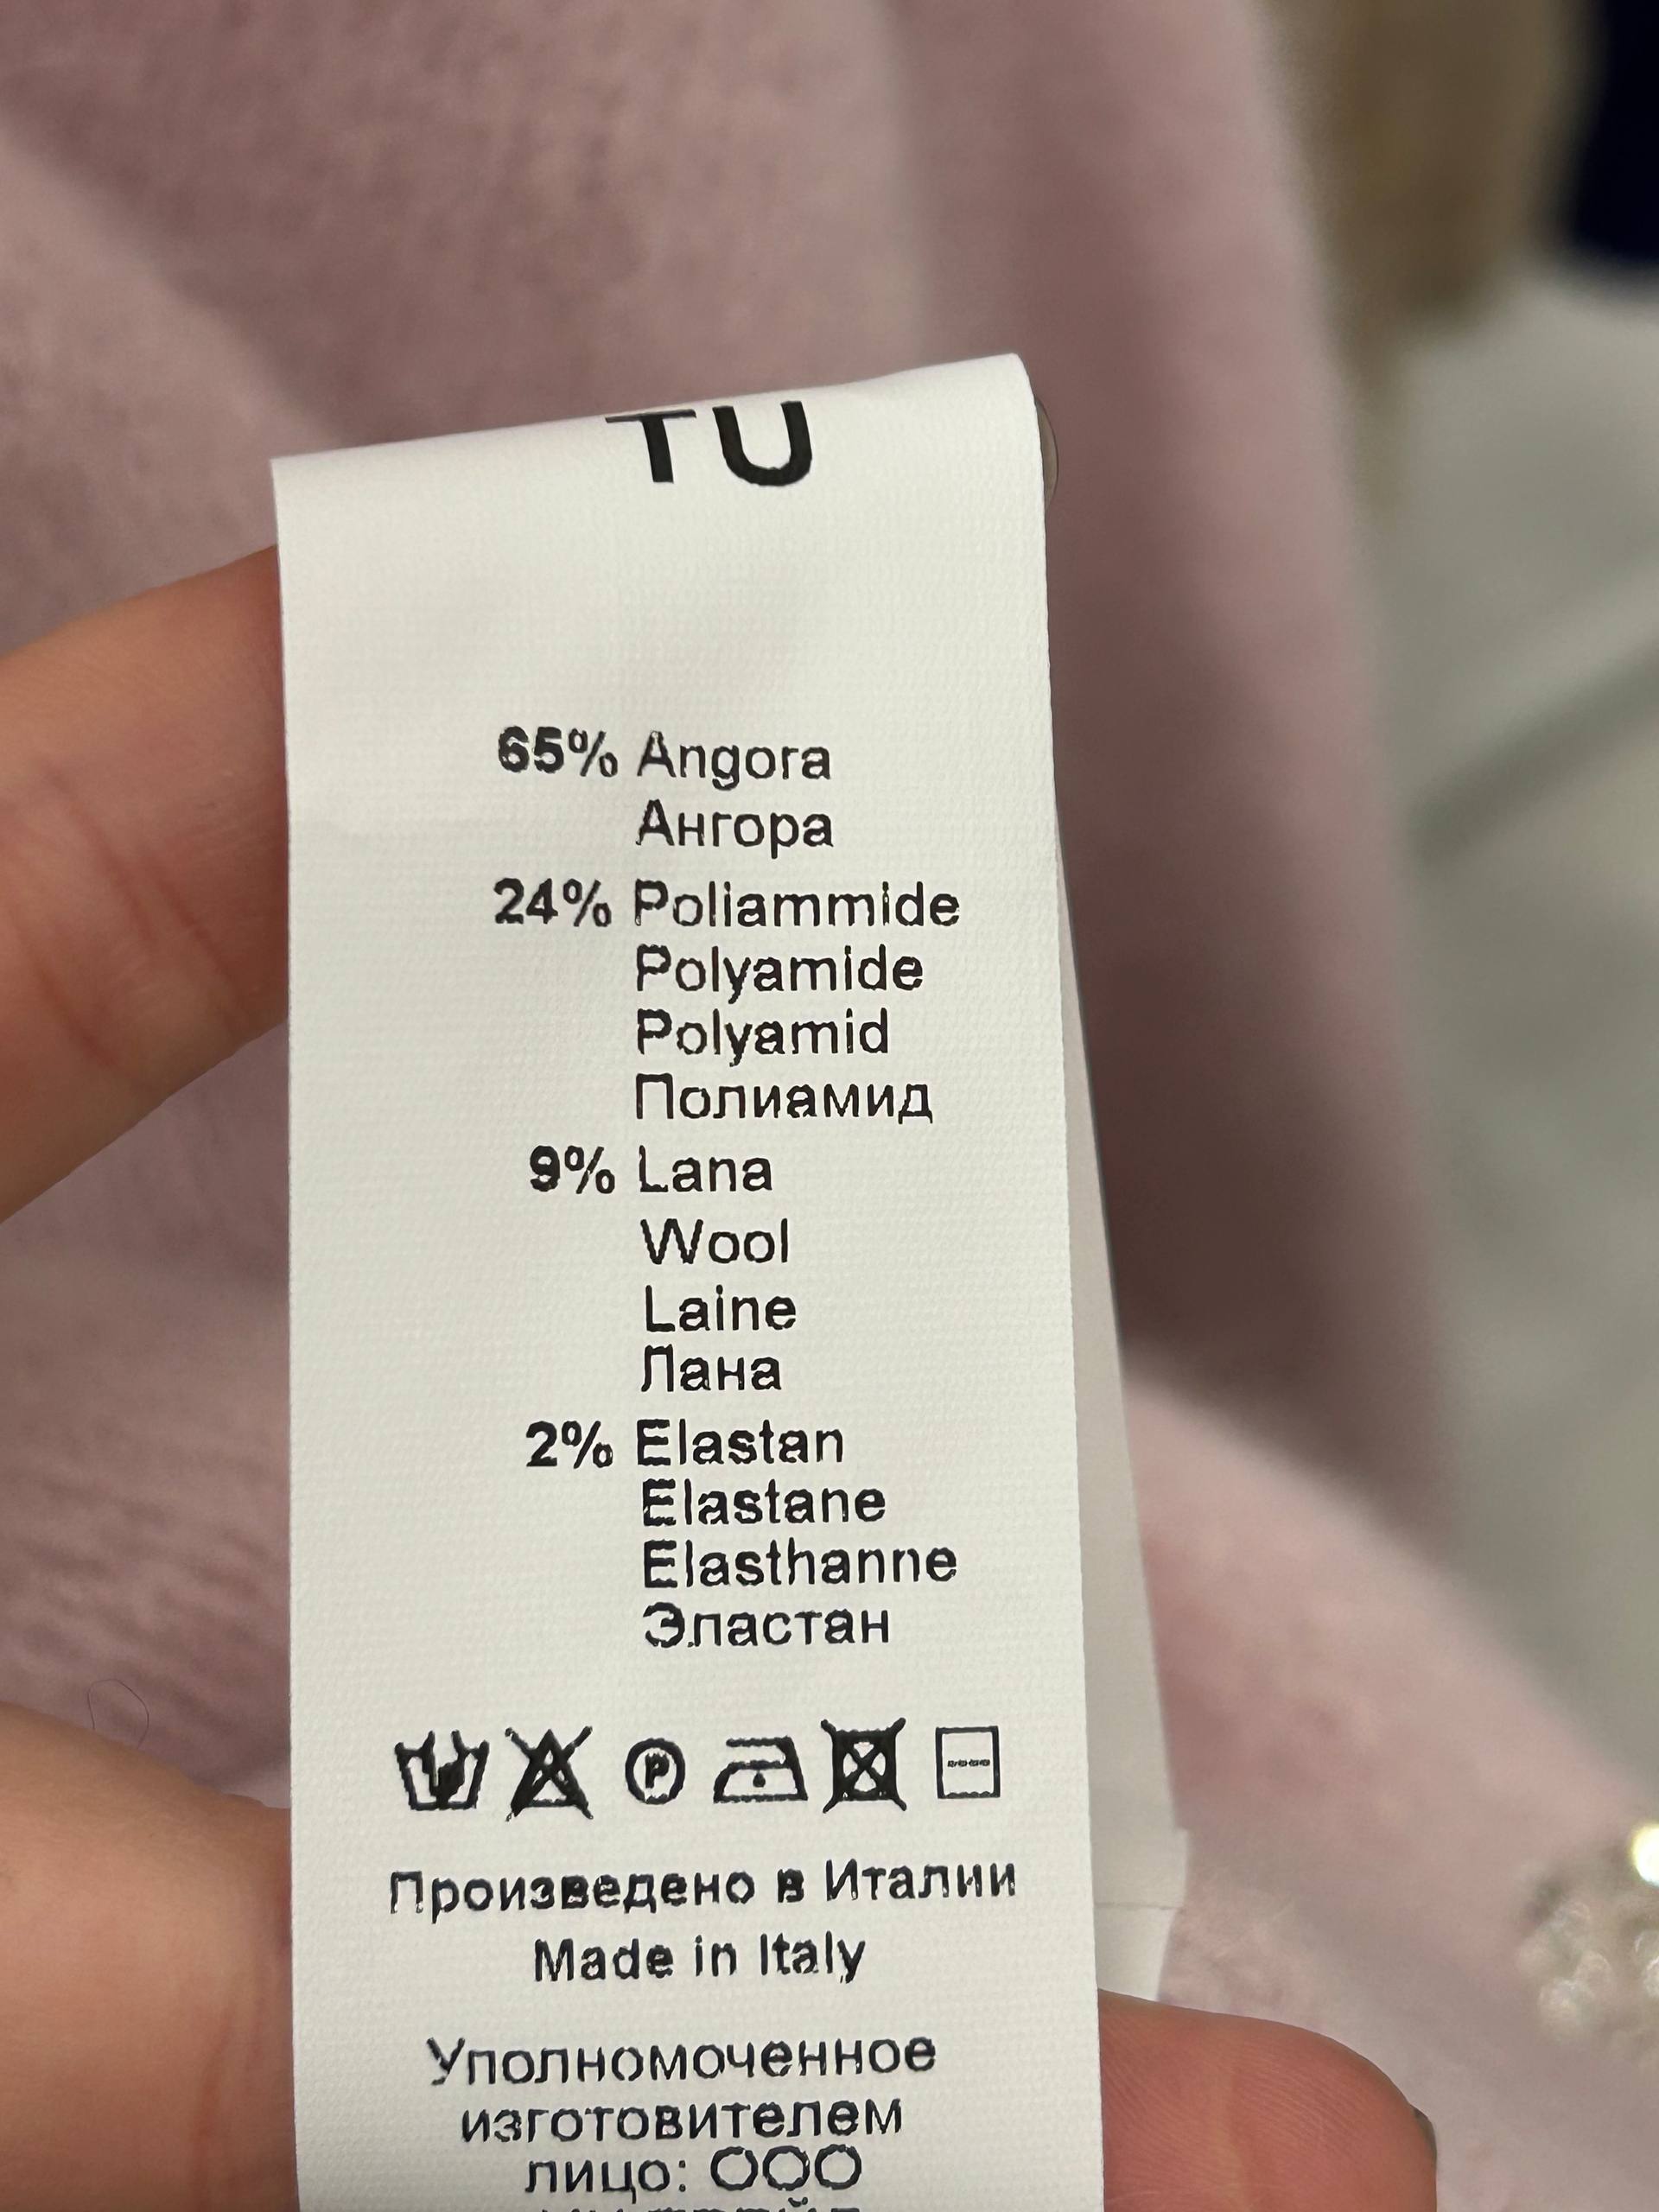 TU
65% Angora
Ангора
24% Poliammide
Polyamide
Polyamid
Полиамид
9% Lana
Wool
Laine
Лана
2% Elastan
Elastane
Elasthanne
Эластан
P
Произведено в Италии
Made in Italy
Уполномоченное
изготовителем
лицо: ООО